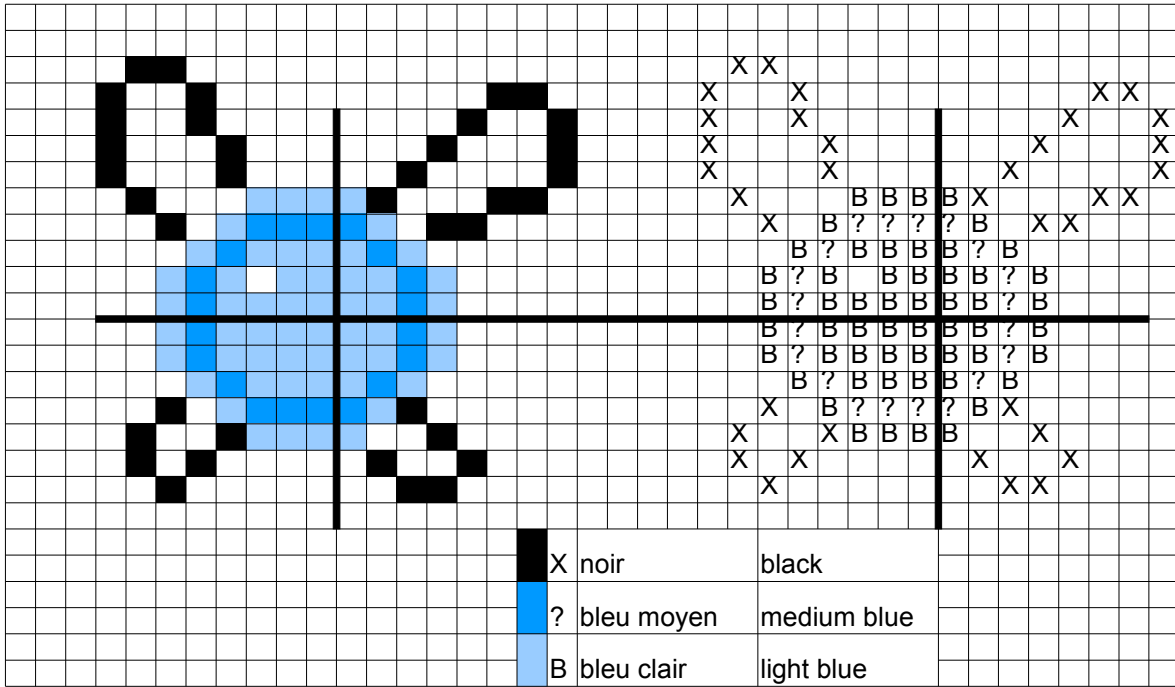 X X
X X X X
X X X X
X X X X
X X X X
X B B B B X X X
X B ? ? ? ? B X X
B ? B B B B ? B
B ? B B B B B ? B
B ? B B B B B B ? B
B ? B B B B B B ? B
B ? B B B B B B ? B
B ? B B B B ? B
X B ? ? ? ? B X
X X B B B B X
X X X X
X X X
X noir black
? bleu moyen medium blue
B bleu clair light blue